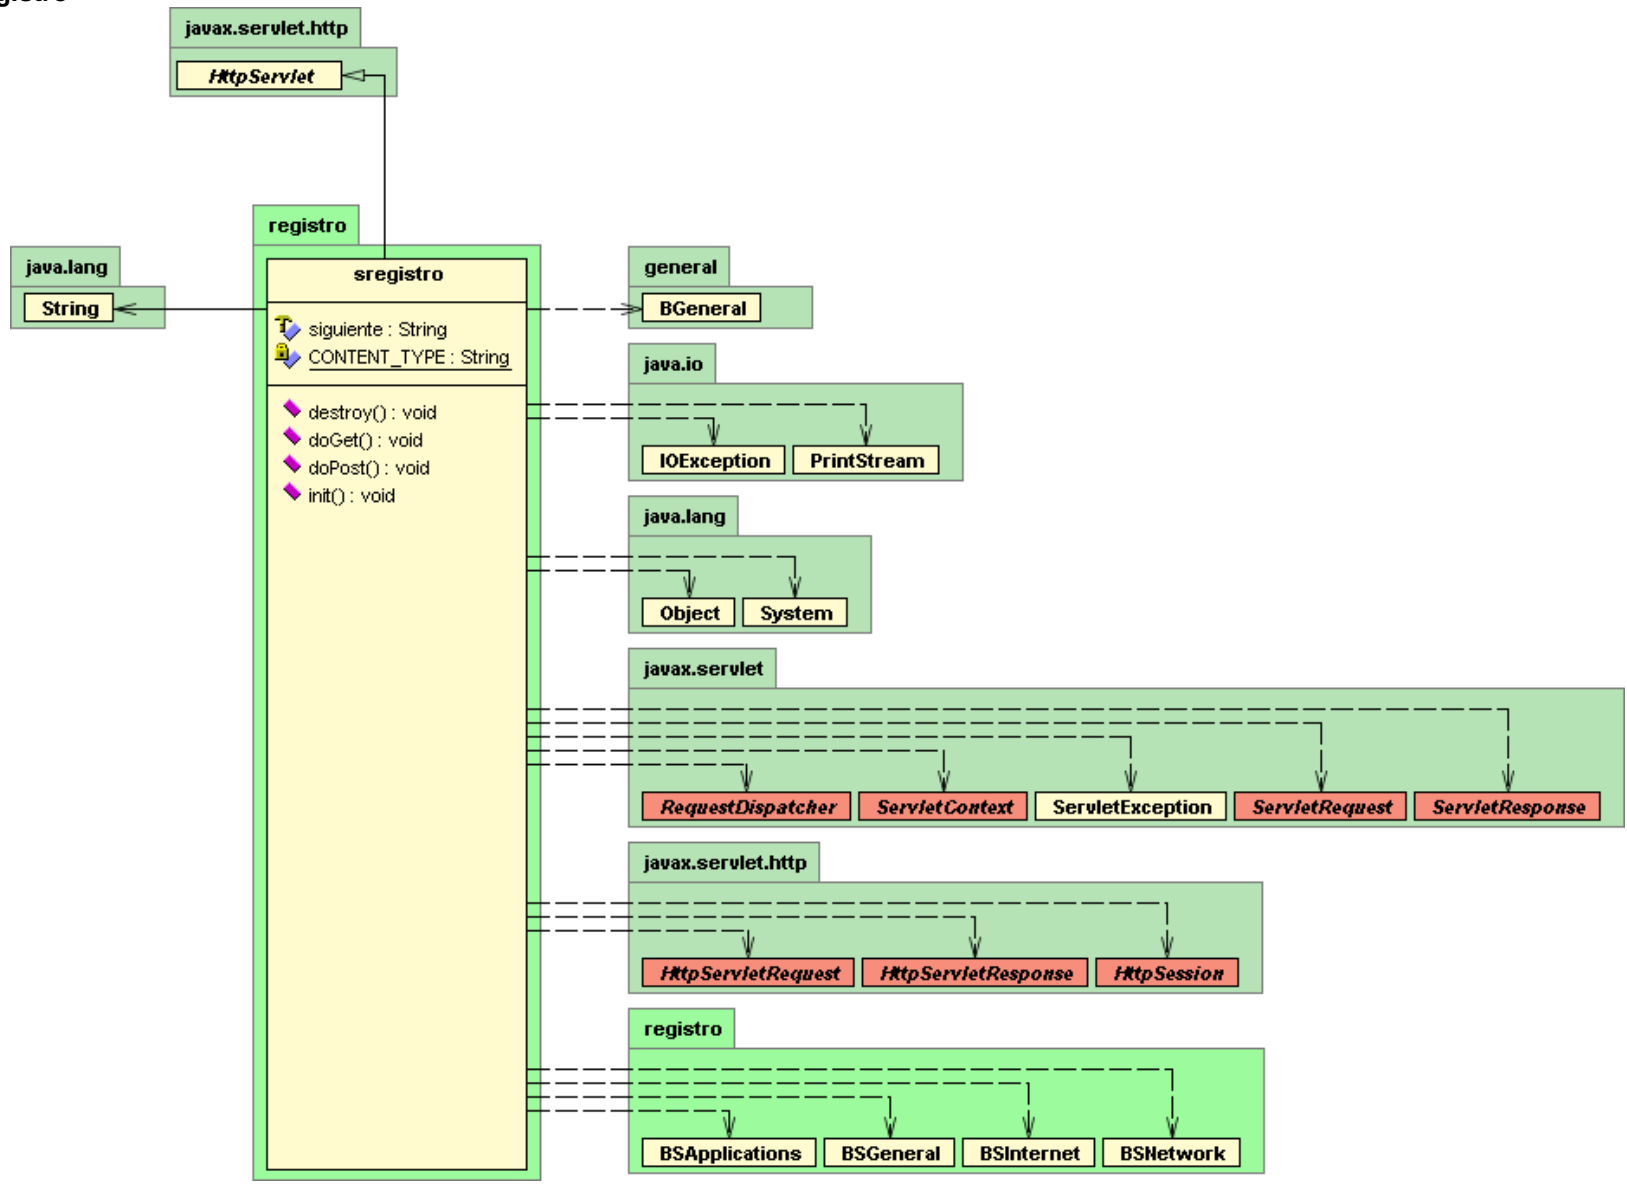 javax.servlet.http
HttpServlet
registro
java.lang
String
sregistro
siguiente : String
CONTENT_TYPE : String
destroy() : void
doGet() : void
doPost() : void
init() : void
general
BGeneral
java.io
IOException PrintStream
java.lang
Object System
javax.servlet
RequestDispatcher ServletContext ServletException ServletRequest ServletResponse
javax.servlet.http
HttpServletRequest HttpServletResponse HttpSession
registro
BSApplications BSGeneral BSInternet BSNetwork